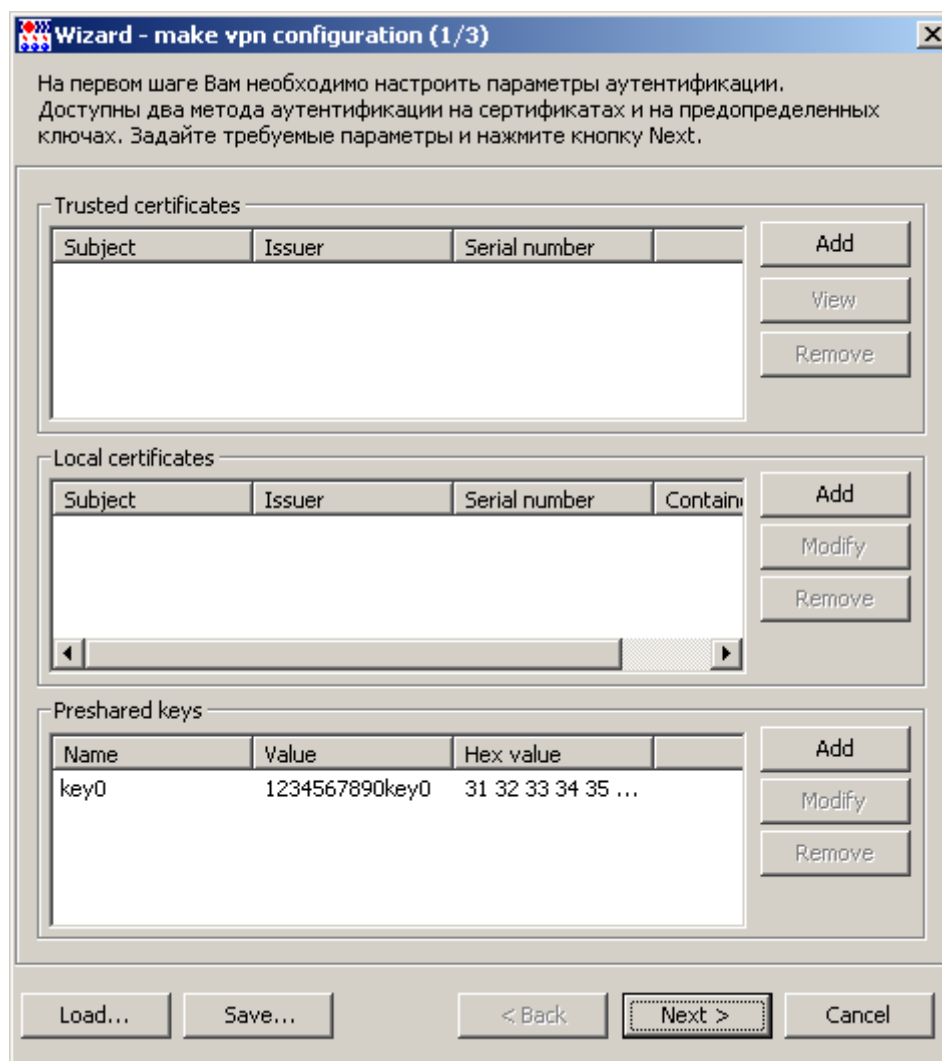 Wizard - make vpn configuration (1/3)
На первом шаге Вам необходимо настроить параметры аутентификации.
Доступны два метода аутентификации на сертификатах и на предопределенных
ключах. Задайте требуемые параметры и нажмите кнопку Next.
Trusted certificates
Subject Issuer Serial number
Add
View
Remove
Local certificates
Subject Issuer Serial number
Add
Modify
Remove
Preshared keys
Name Value Hex value
key0 1234567890key0 31 32 33 34 35 ...
Add
Modify
Remove
Load... Save... < Back Next > Cancel